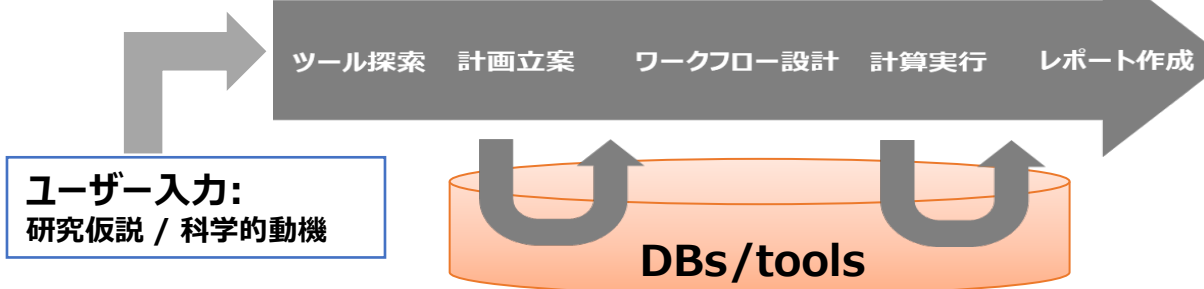 ツール探索 計画立案 ワークフロー設計 計算実行 レポート作成
ユーザー入力:
研究仮説 / 科学的動機
DBs/tools